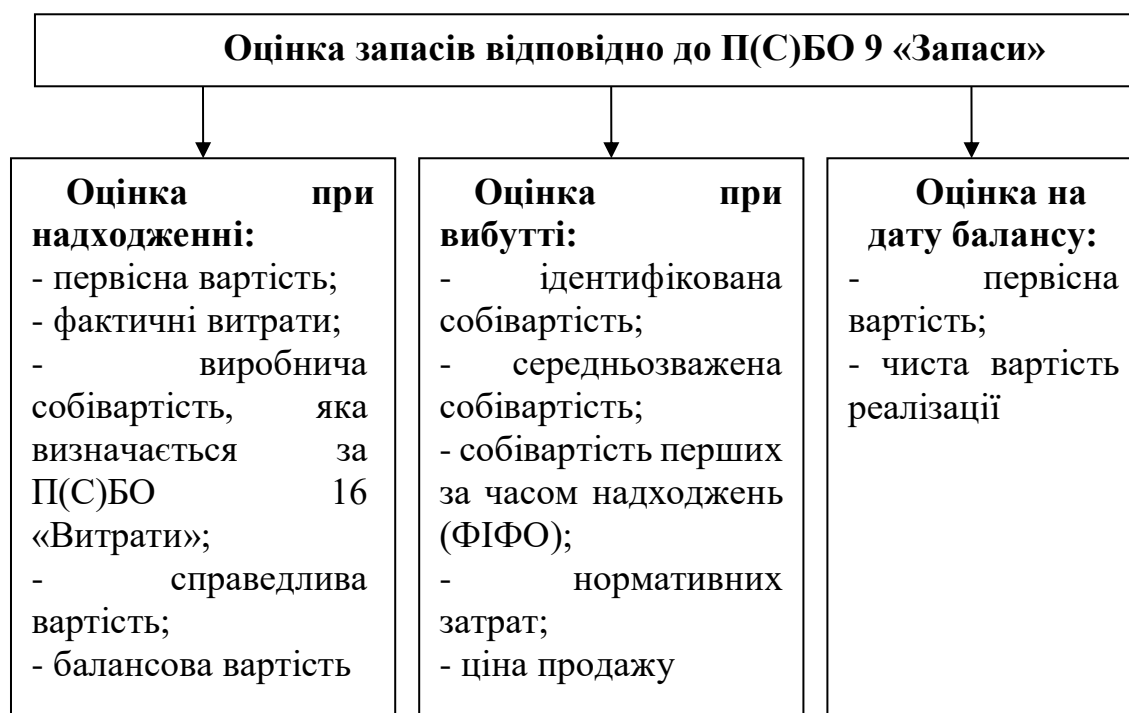 Оцінка запасів відповідно до П(С)БО 9 «Запаси»
Оцінка при
надходженні:
- первісна вартість;
- фактичні витрати;
- виробнича
собівартість, яка
визначається за
П(С)БО 16
«Витрати»;
- справедлива
вартість;
- балансова вартість
Оцінка при
вибутті:
- ідентифікована
собівартість;
- середньозважена
собівартість;
- собівартість перших
за часом надходжень
(ФІФО);
- нормативних
затрат;
- ціна продажу
Оцінка на
дату балансу:
- первісна
вартість;
- чиста вартість
реалізації